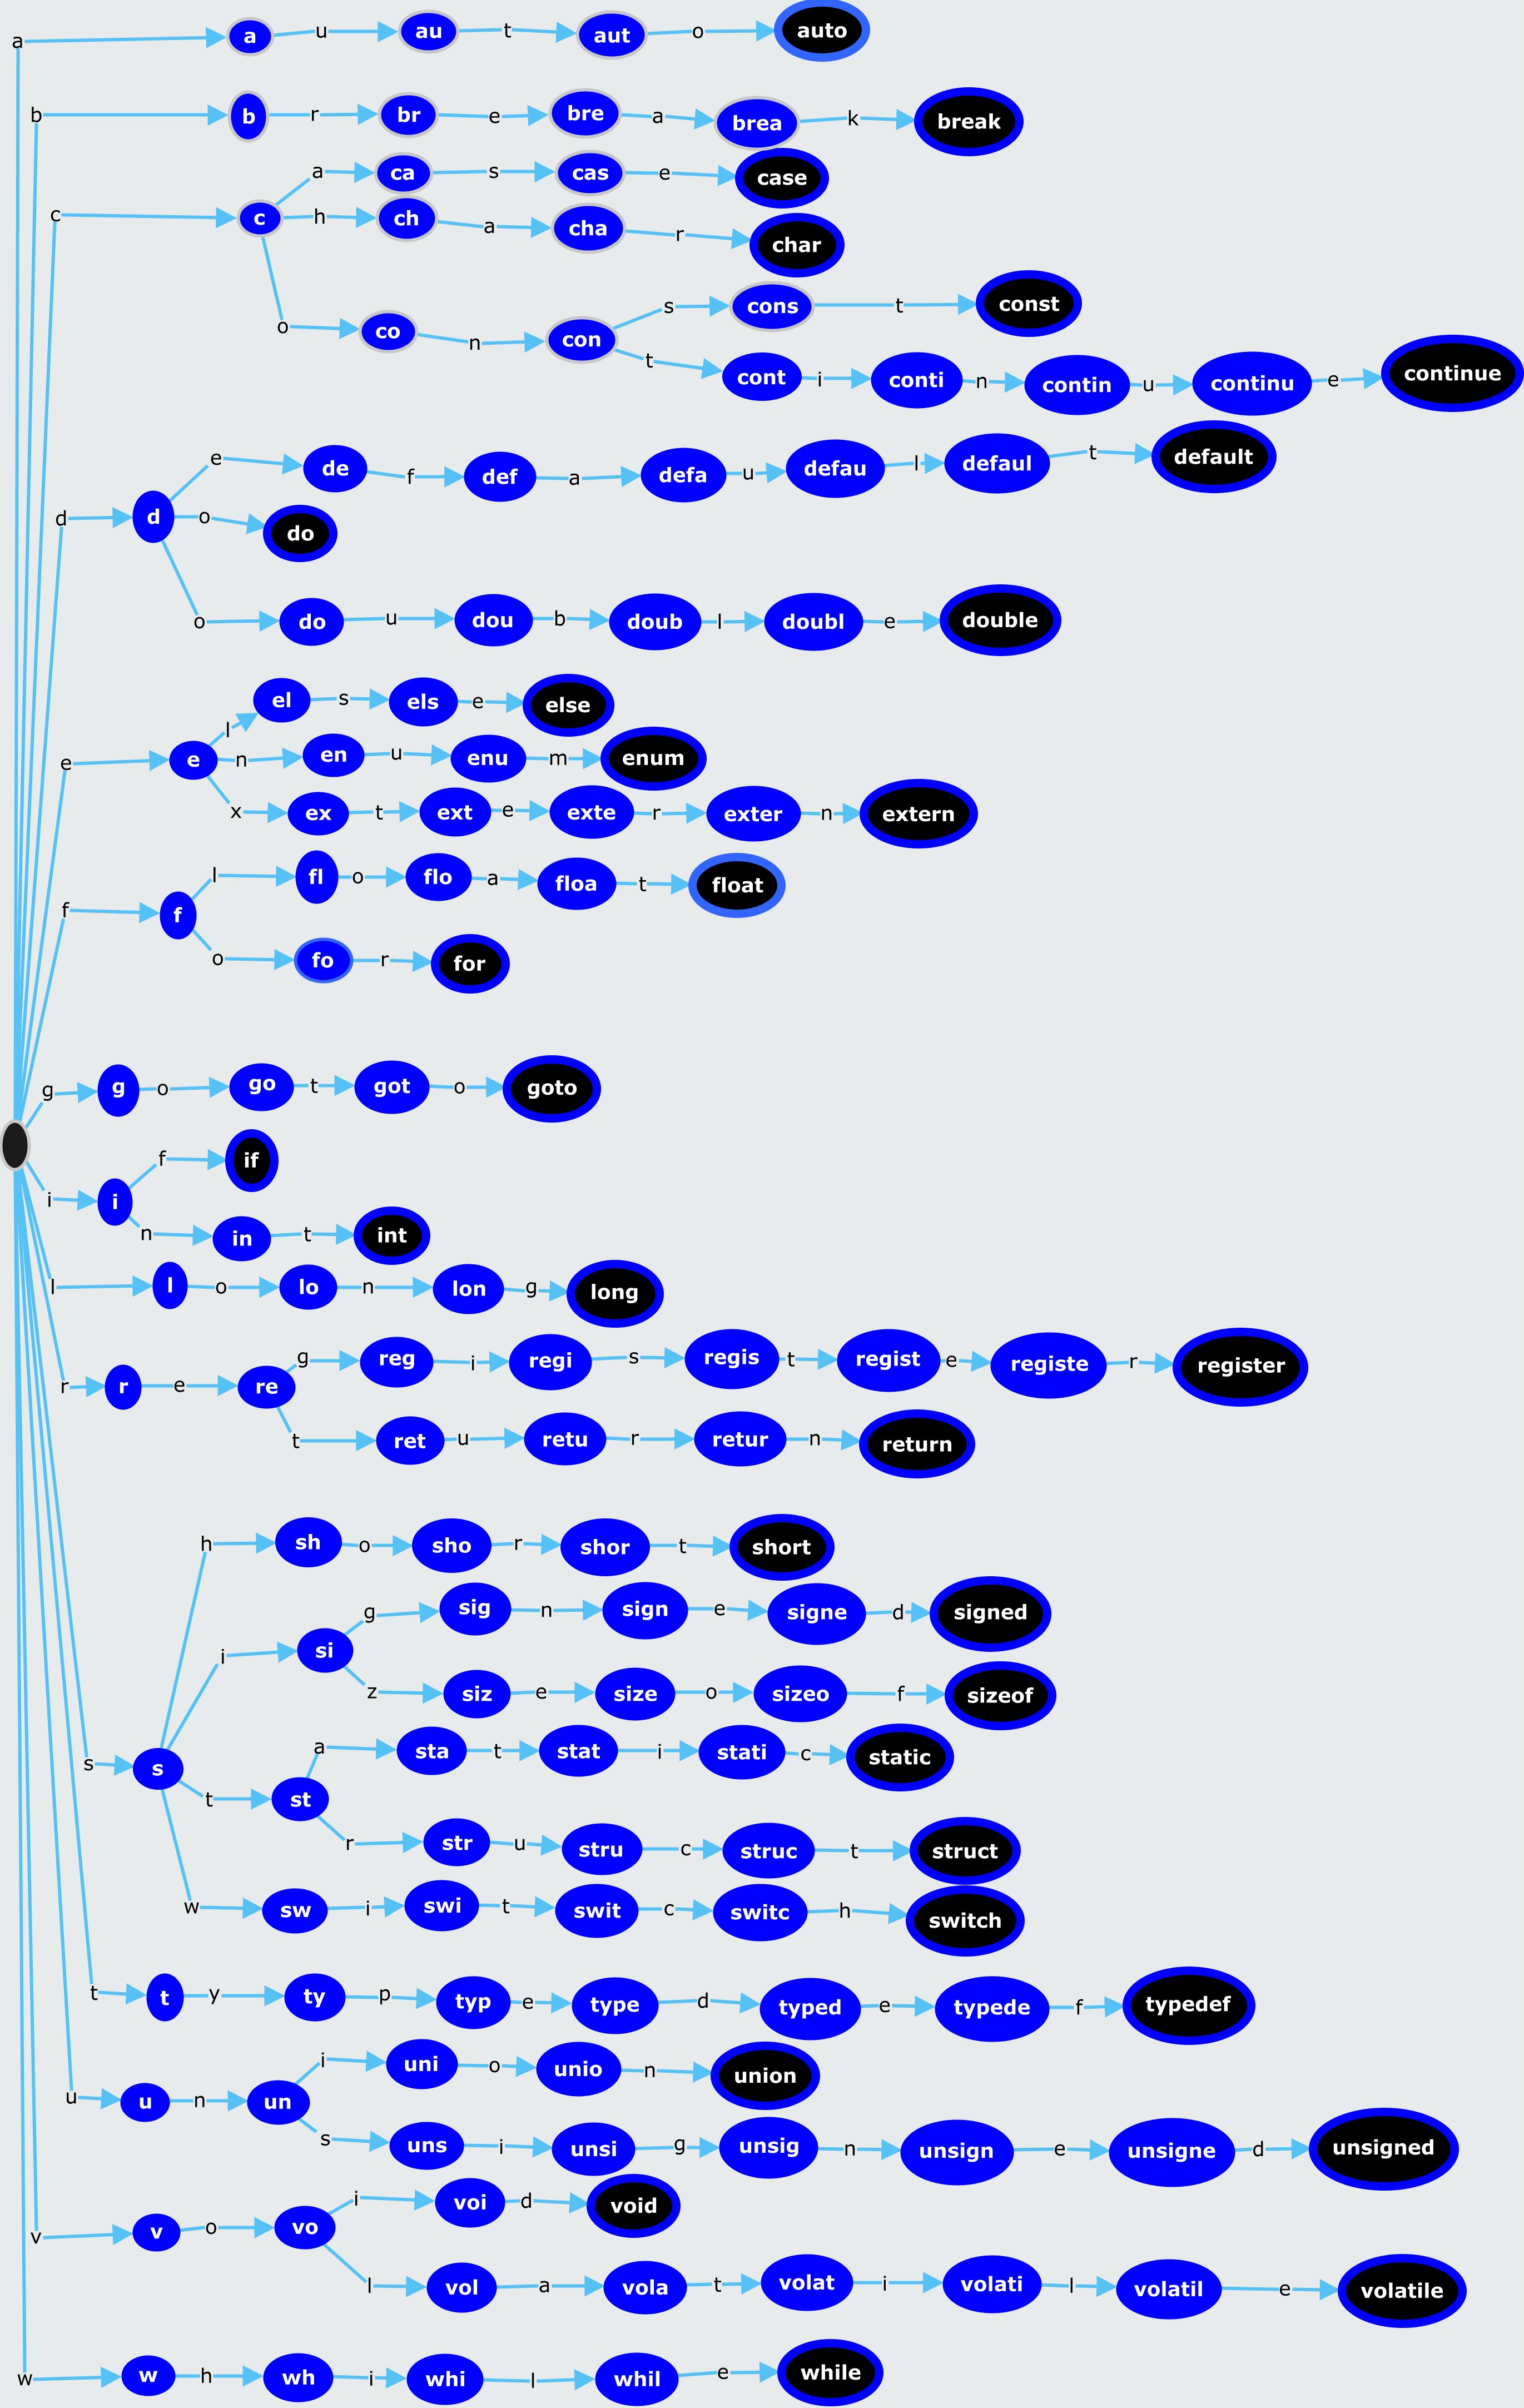 a a u au t aut o auto
b b r br e bre a brea k break
a ca s cas e case
c c h ch a cha r char
s cons t const
o co n con
t cont i conti n contin u continu e continue
e de f def a defa u defau l defaul t default
d d o do
o do u dou b doub l doubl e double
l el s els e else
e e n en u enu m enum
x ex t ext e exte r exter n extern
l fl o flo a floa t float
f f
o fo r for
g g o go t got o goto
f if
i i
n in t int
l l o lo n lon g long
g reg i regi s regis t regist e registe r register
r r e re
t ret u retu r retur n return
h sh o sho r shor t short
g sig n sign e signe d signed
i si
z siz e size o sizeo f sizeof
a sta t stat i stati c static
s s
t st
r str u stru c struc t struct
w sw i swi t swit c switc h switch
t t y ty p typ e type d typed e typede f typedef
i uni o unio n union
u u n un
s uns i unsi g unsig n unsign e unsigne d unsigned
i voi d void
v v o vo
l vol a vola t volat i volati l volatil e volatile
w w h wh i whi l whil e while